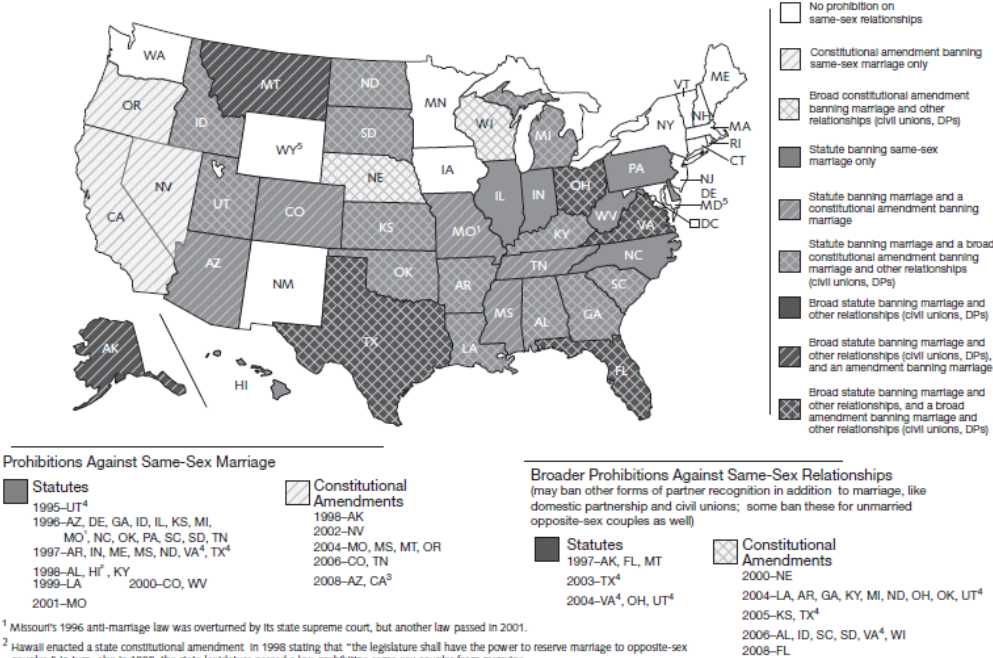 WA
OR
ID
MT
ND
SD
MN
WI
MI
WY5
NE
IA
NV
CA
UT
CO
AZ
NM
KS
OK
TX
MO1
AR
LA
IL
IN
OH
KY
TN
MS
AL
GA
SC
NC
VA
WV
PA
NY
VT
NH
ME
MA
RI
CT
NJ
DE
MD5
DC
FL
AK
HI
No prohibition on
same-sex relationships
Constitutional amendment banning
same-sex marriage only
Broad constitutional amendment
banning marriage and other
relationships (civil unions, DPs)
Statute banning same-sex
marriage only
Statute banning marriage and a
constitutional amendment banning
marriage
Statute banning marriage and a broad
constitutional amendment banning
marriage and other relationships
(civil unions, DPs)
Broad statute banning marriage and
other relationships (civil unions, DPs)
Broad statute banning marriage and
other relationships (civil unions, DPs),
and an amendment banning marriage
Broad statute banning marriage and
other relationships, and a broad
amendment banning marriage and
other relationships (civil unions, DPs)
Prohibitions Against Same-Sex Marriage
Statutes
1995–UT4
1996–AZ, DE, GA, ID, IL, KS, MI,
MO1, NC, OK, PA, SC, SD, TN
1997–AR, IN, ME, MS, ND, VA4, TX4
1998–AL, HI2, KY
1999–LA 2000–CO, WV
2001–MO
Constitutional
Amendments
1998–AK
2002–NV
2004–MO, MS, MT, OR
2006–CO, TN
2008–AZ, CA3
Broader Prohibitions Against Same-Sex Relationships
(may ban other forms of partner recognition in addition to marriage, like
domestic partnership and civil unions; some ban these for unmarried
opposite-sex couples as well)
Statutes
1997–AK, FL, MT
2003–TX4
2004–VA4, OH, UT4
Constitutional
Amendments
2000–NE
2004–LA, AR, GA, KY, MI, ND, OH, OK, UT4
2005–KS, TX4
2006–AL, ID, SC, SD, VA4, WI
2008–FL
1 Missouri's 1996 anti-marriage law was overturned by its state supreme court, but another law passed in 2001.
2 Hawaii enacted a state constitutional amendment in 1998 stating that "the legislature shall have the power to reserve marriage to opposite-sex